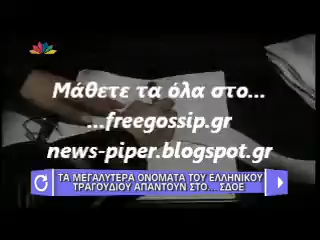 Μάθετε τα όλα στο...
...freegossip.gr
news-piper.blogspot.gr
ΤΑ ΜΕΓΑΛΥΤΕΡΑ ΟΝΟΜΑΤΑ ΤΟΥ ΕΛΛΗΝΙΚΟΥ
ΤΡΑΓΟΥΔΙΟΥ ΑΠΑΝΤΟΥΝ ΣΤΟ... ΣΔΟΕ